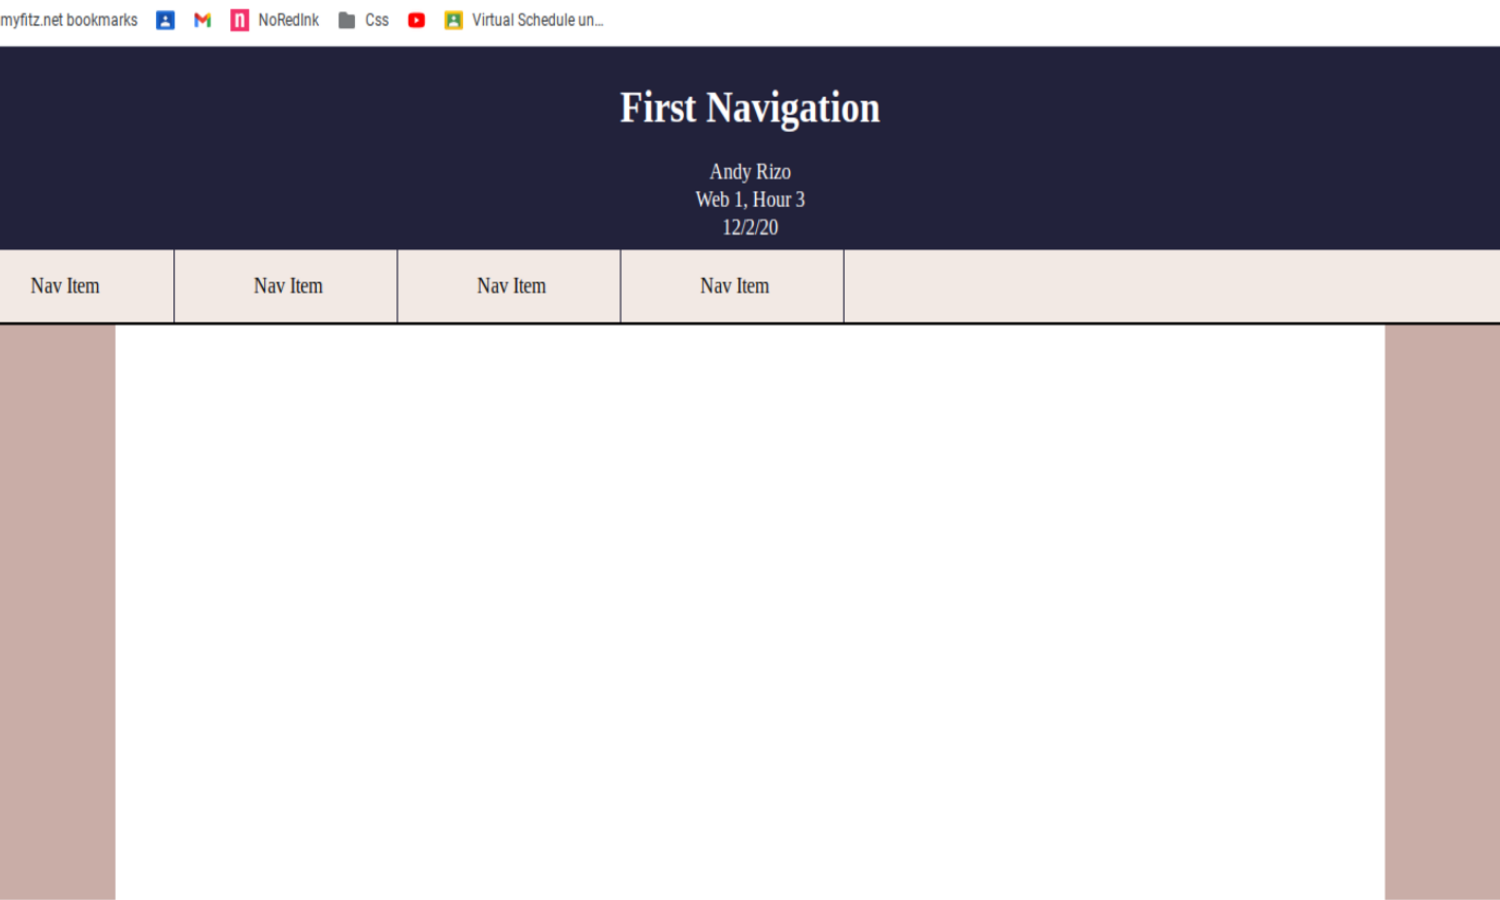 myfitz.net bookmarks NoRedInk Css Virtual Schedule un...
First Navigation
Andy Rizo
Web 1, Hour 3
12/2/20
Nav Item Nav Item Nav Item Nav Item